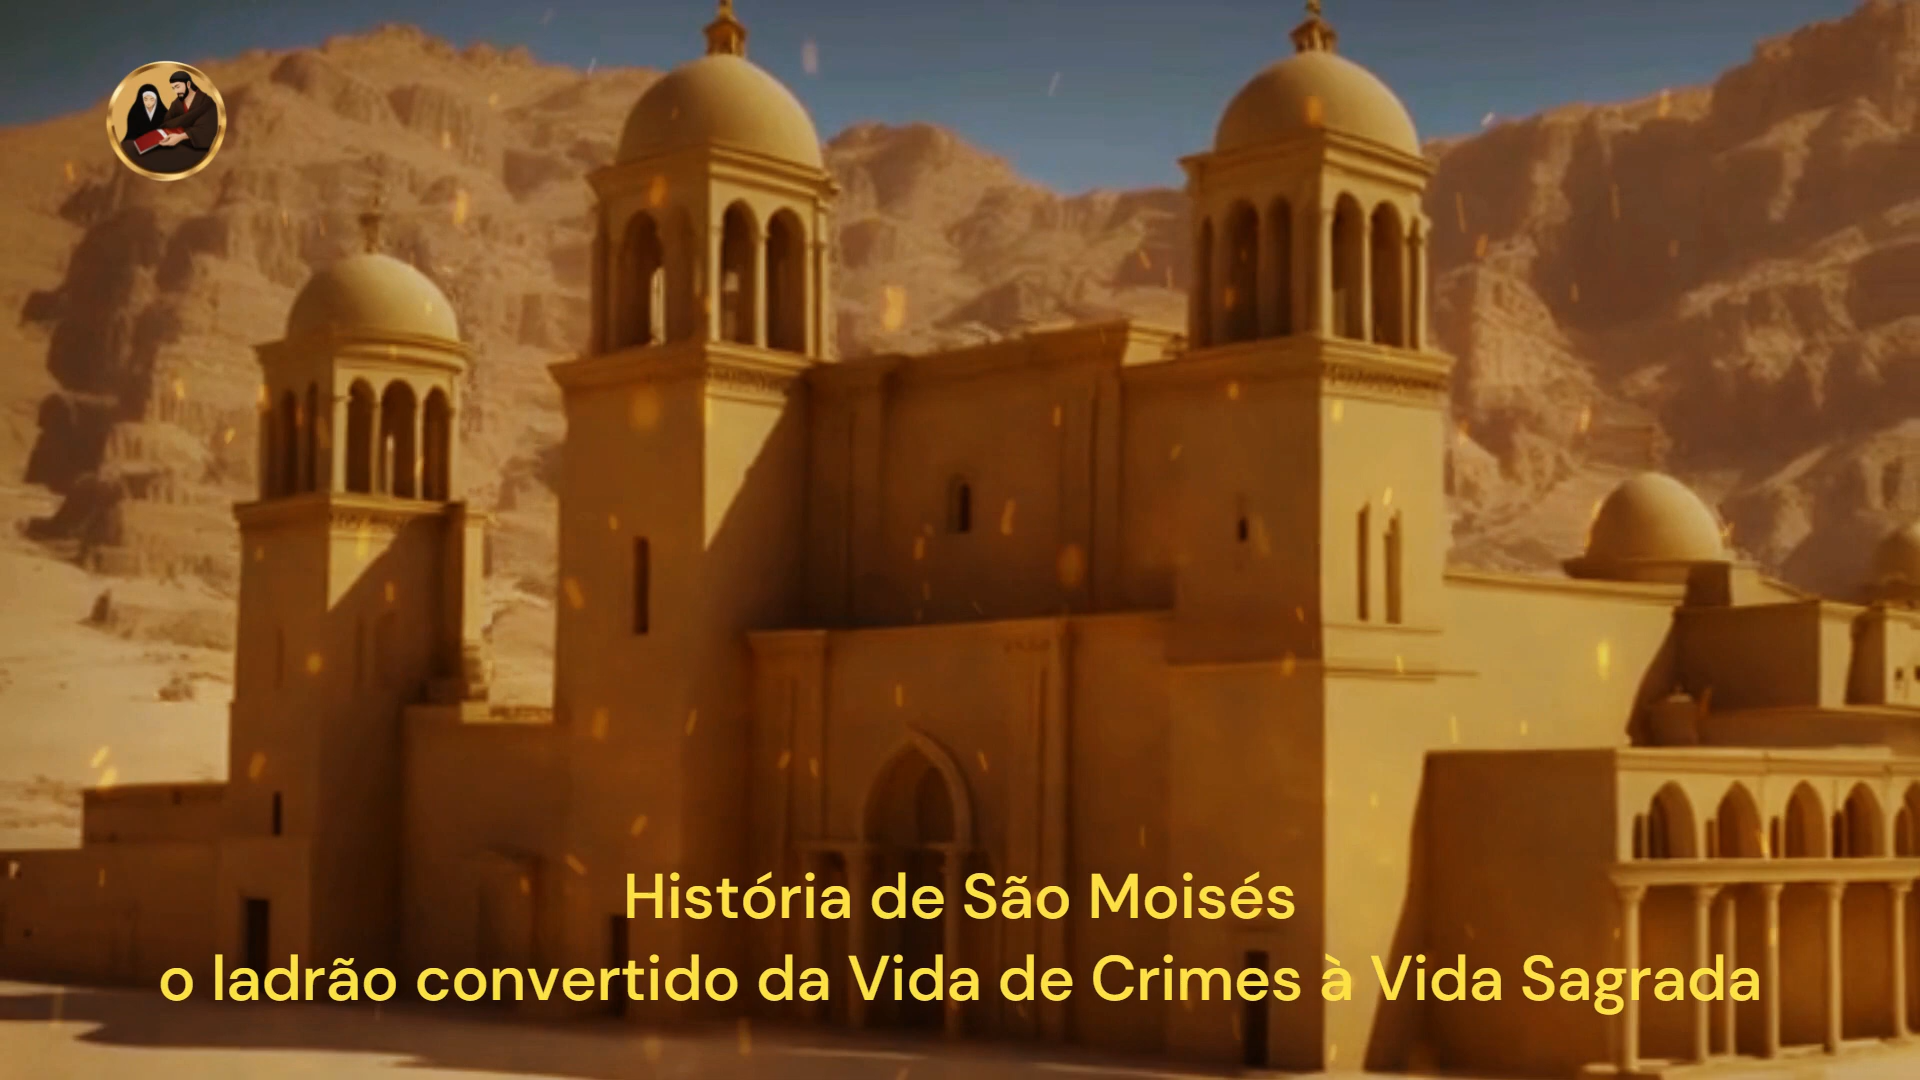 História de São Moisés
o ladrão convertido da Vida de Crimes à Vida Sagrada